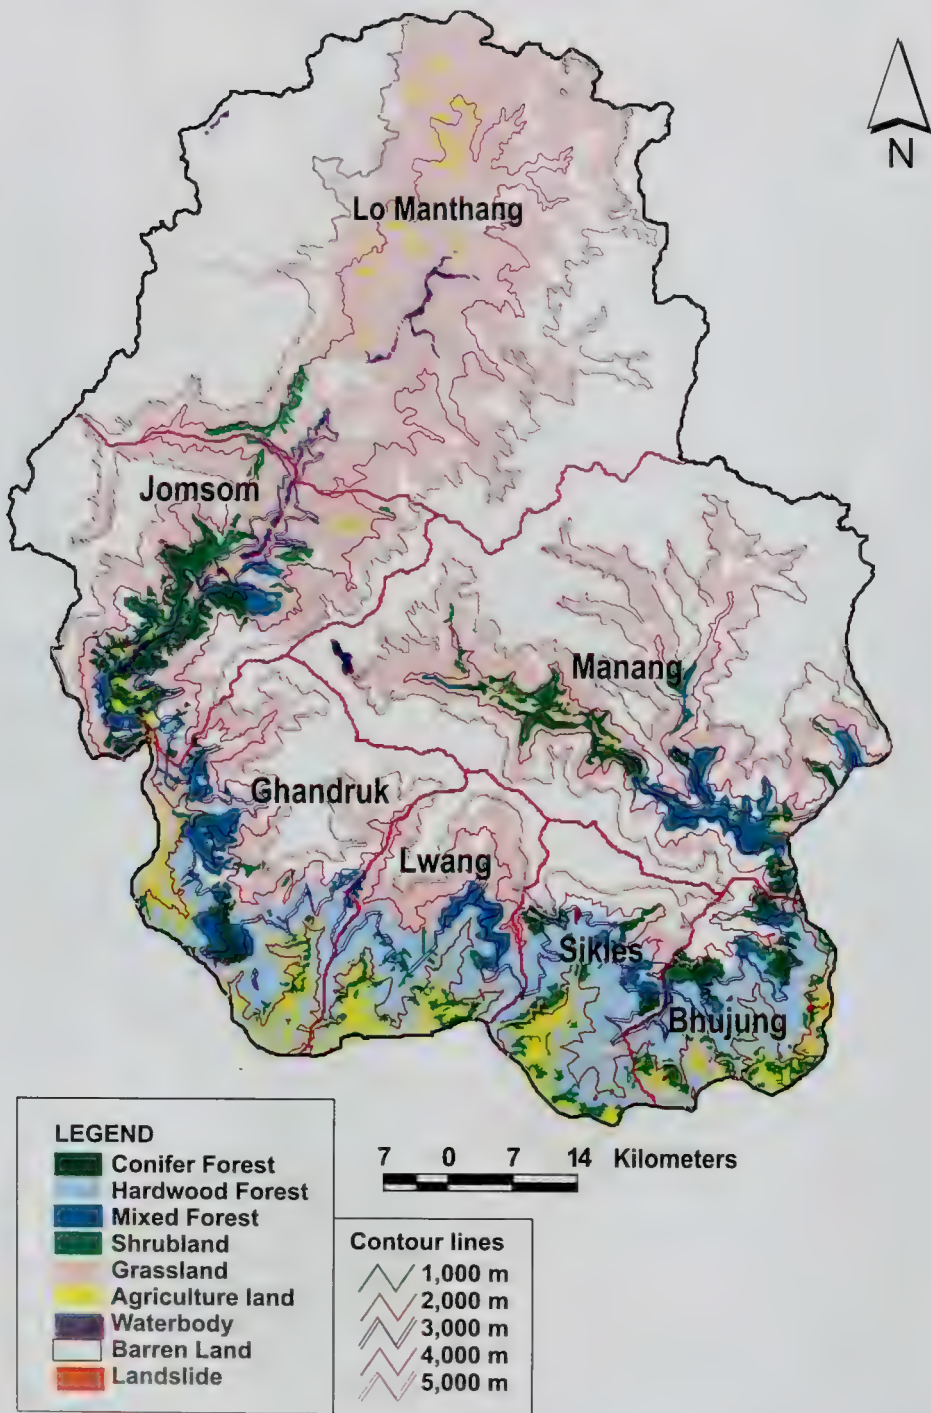 N
Lo Manthang
Jomsom
Manang
Ghandruk
Lwang
Sikles
Bhujung
LEGEND
Conifer Forest
Hardwood Forest
Mixed Forest
Shrubland
Grassland
Agriculture land
Waterbody
Barren Land
Landslide
7 0 7 14 Kilometers
Contour lines
1,000 m
2,000 m
3,000 m
4,000 m
5,000 m